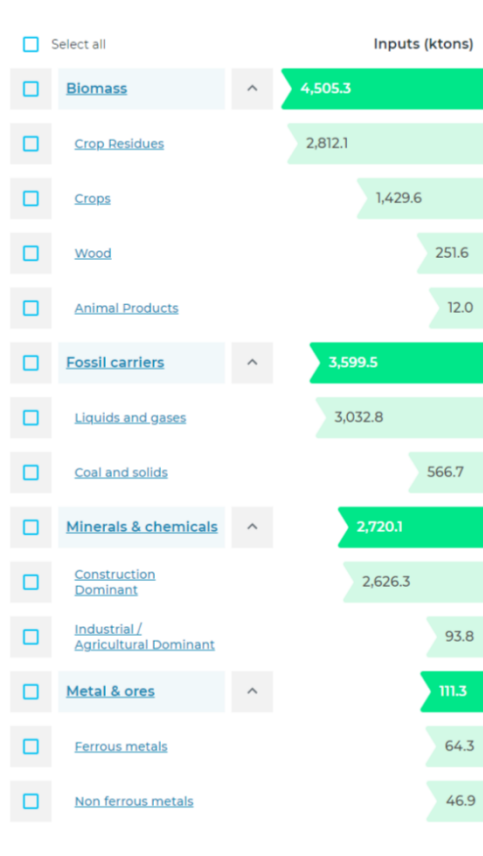 Select all
Inputs (ktons)
Biomass
4,505.3
Crop Residues
2,812.1
Crops
1,429.6
Wood
251.6
Animal Products
12.0
Fossil carriers
3,599.5
Liquids and gases
3,032.8
Coal and solids
566.7
Minerals & chemicals
2,720.1
Construction
Dominant
2,626.3
Industrial /
Agricultural Dominant
93.8
Metal & ores
111.3
Ferrous metals
64.3
Non ferrous metals
46.9